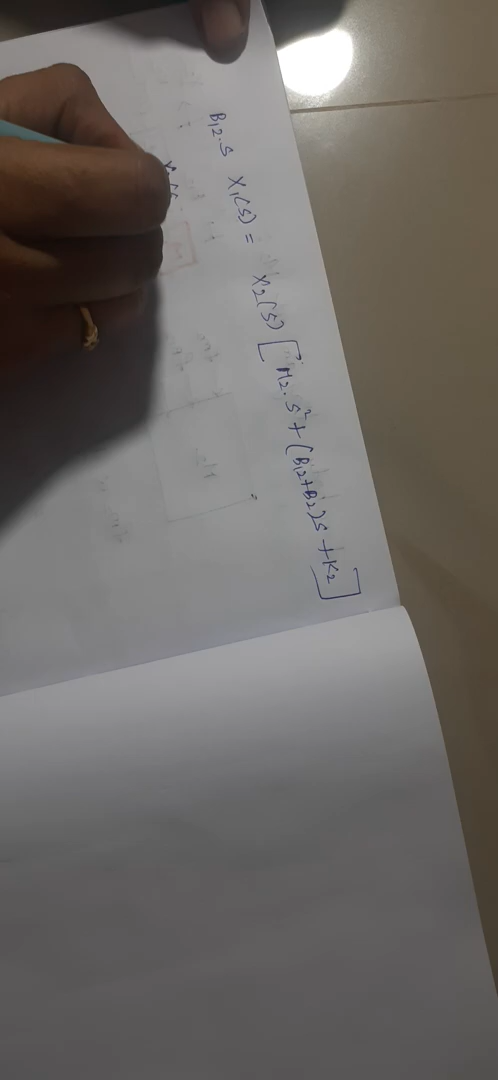 B12.S X1(S) = X2(S) [M2.S² + (B12+B2)S + K2]